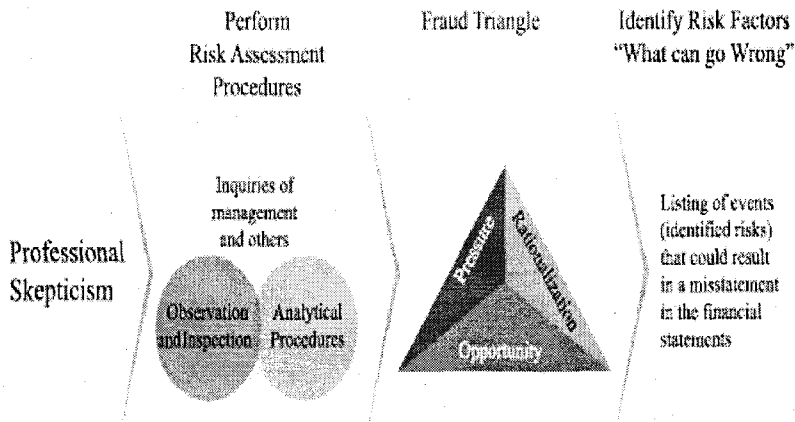 Perform
Risk Assessment
Procedures
Fraud Triangle
Identify Risk Factors
“What can go Wrong”
Professional
Skepticism
Inquiries of
management
and others
Observation
and Inspection
Analytical
Procedures
Pressure
Rationalization
Opportunity
Listing of events
(identified risks)
that could result
in a misstatement
in the financial
statements